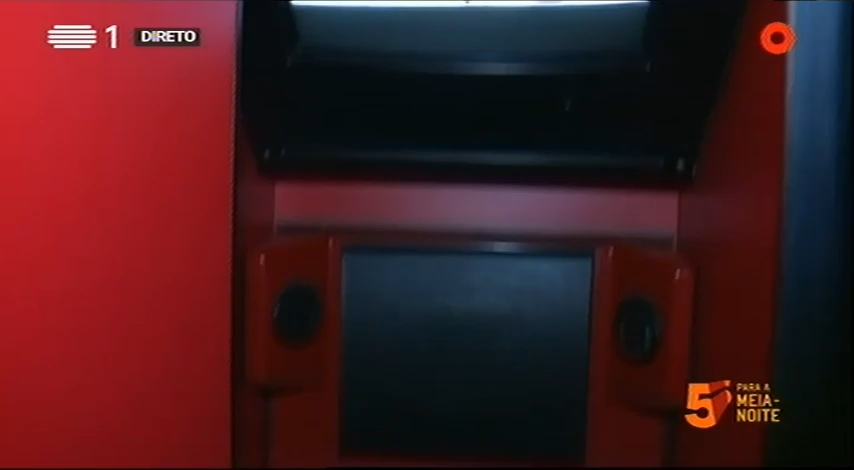 1 DIRETO
5 PARA A
MEIA-
NOITE